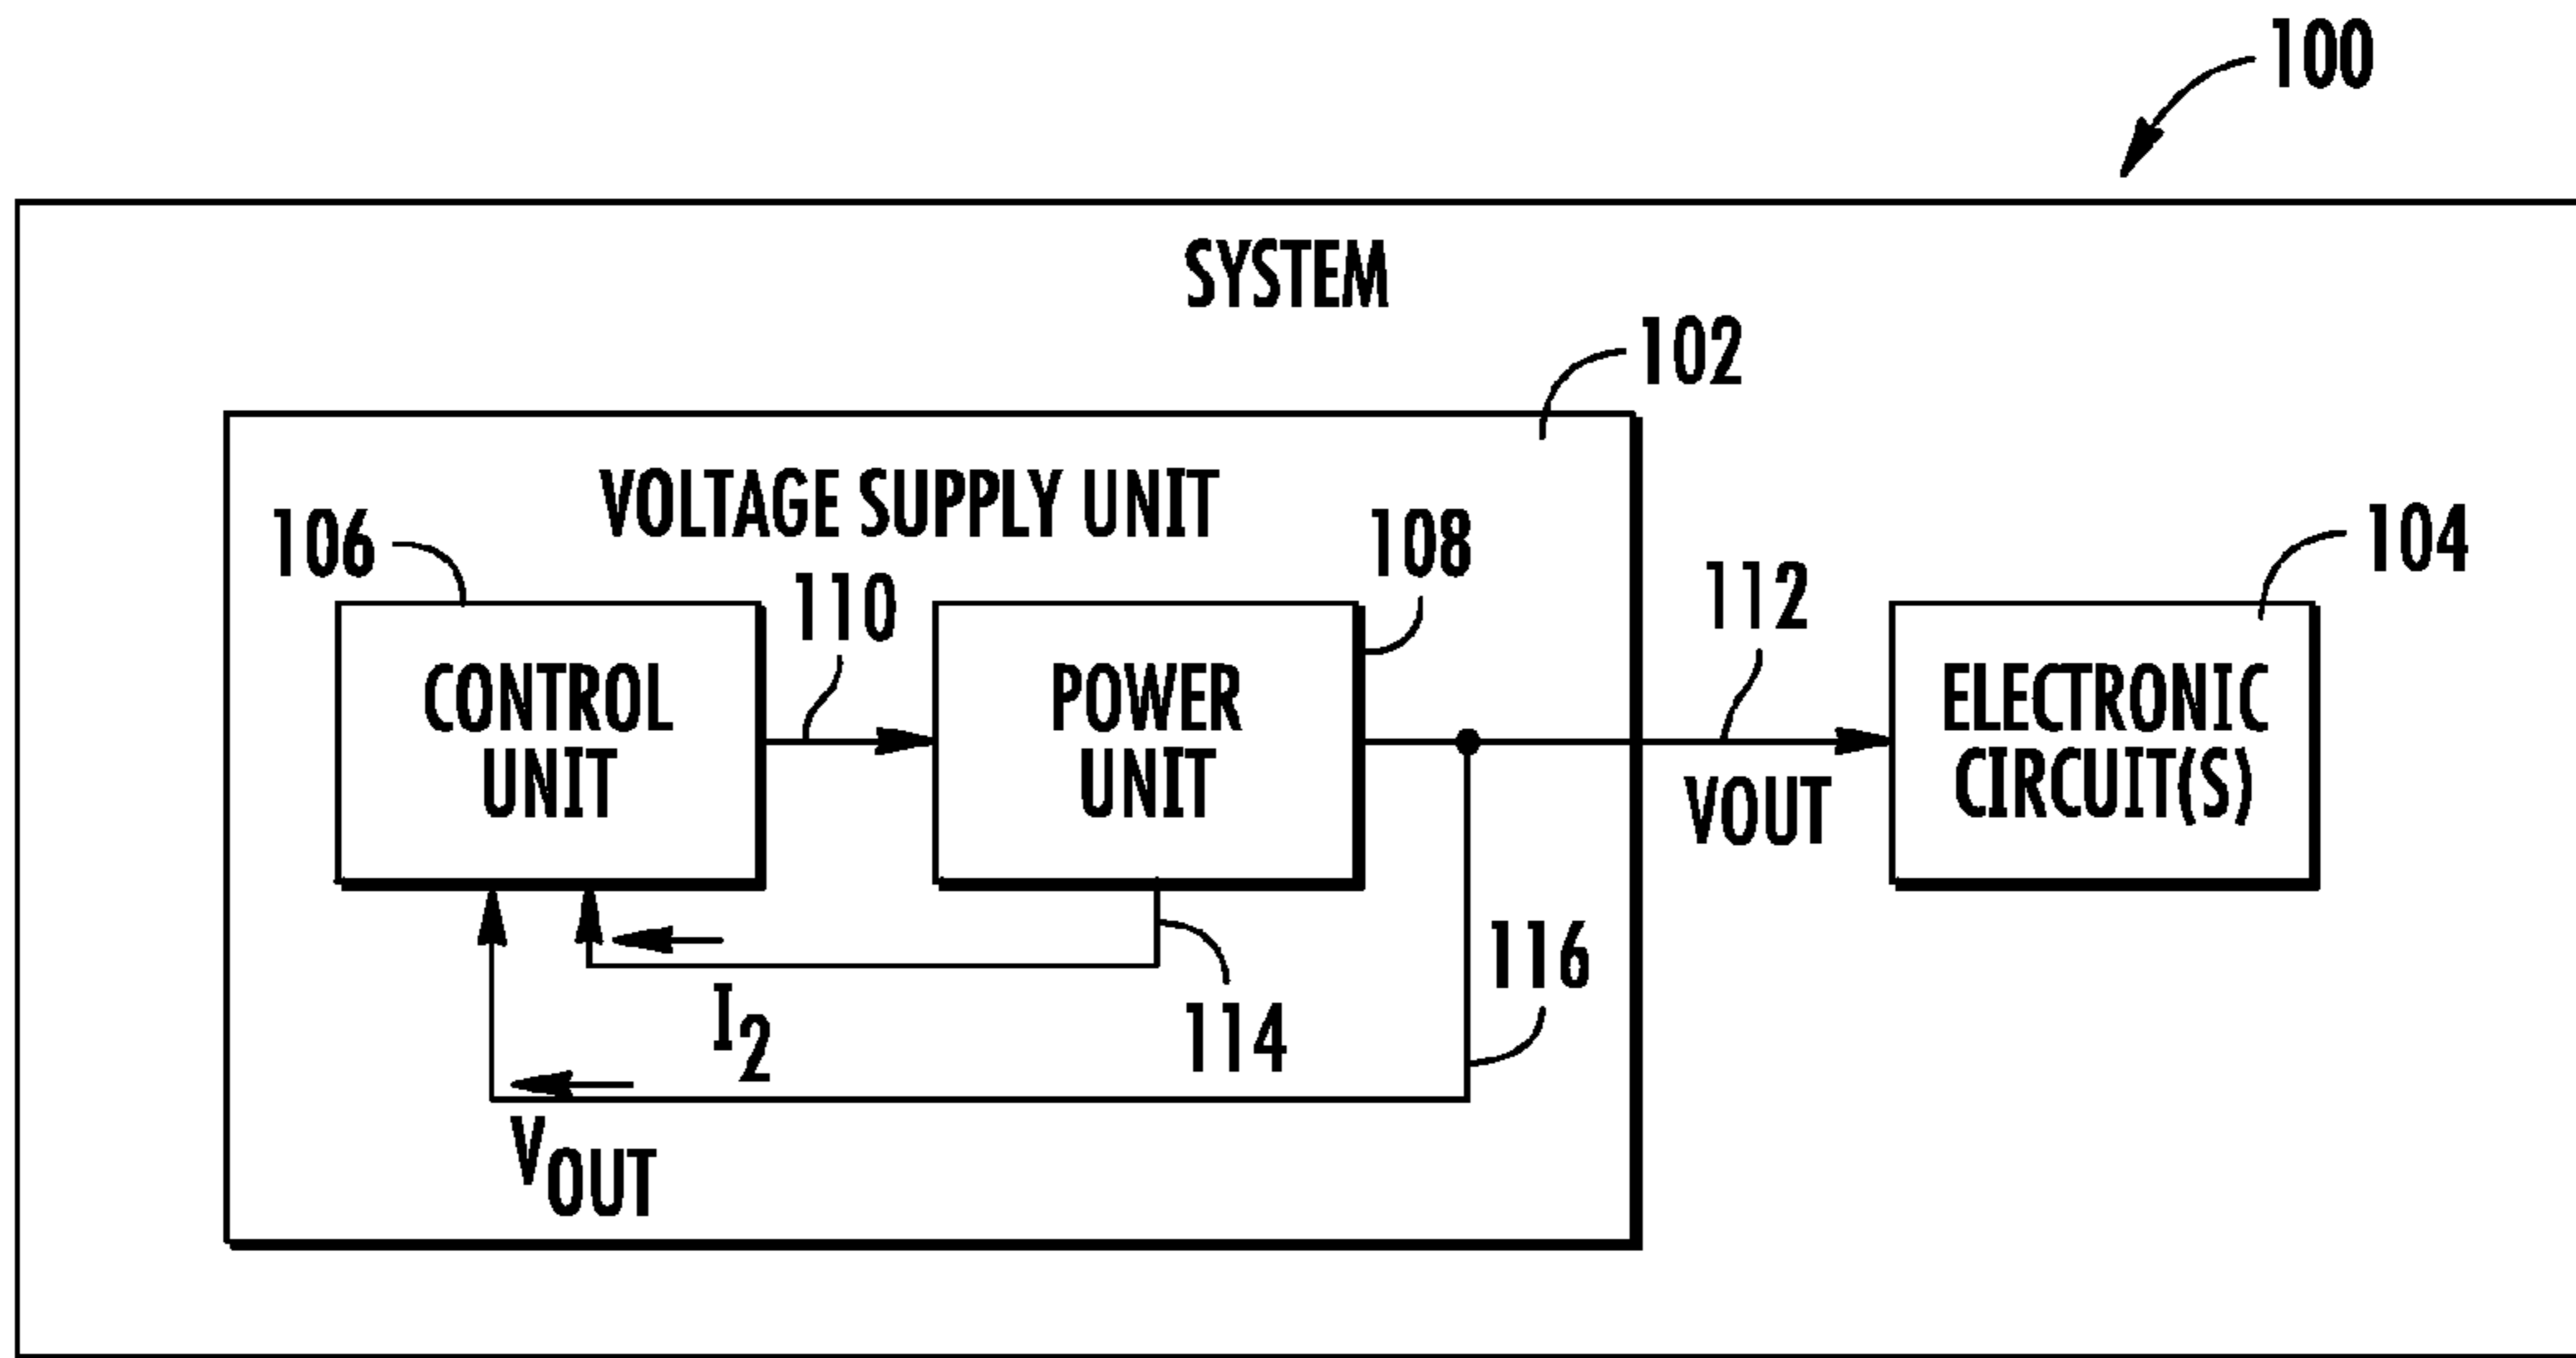 100
SYSTEM
102
VOLTAGE SUPPLY UNIT
106
108
104
110
112
CONTROL
UNIT
POWER
UNIT
ELECTRONIC
CIRCUIT(S)
VOUT
116
I2
114
VOUT